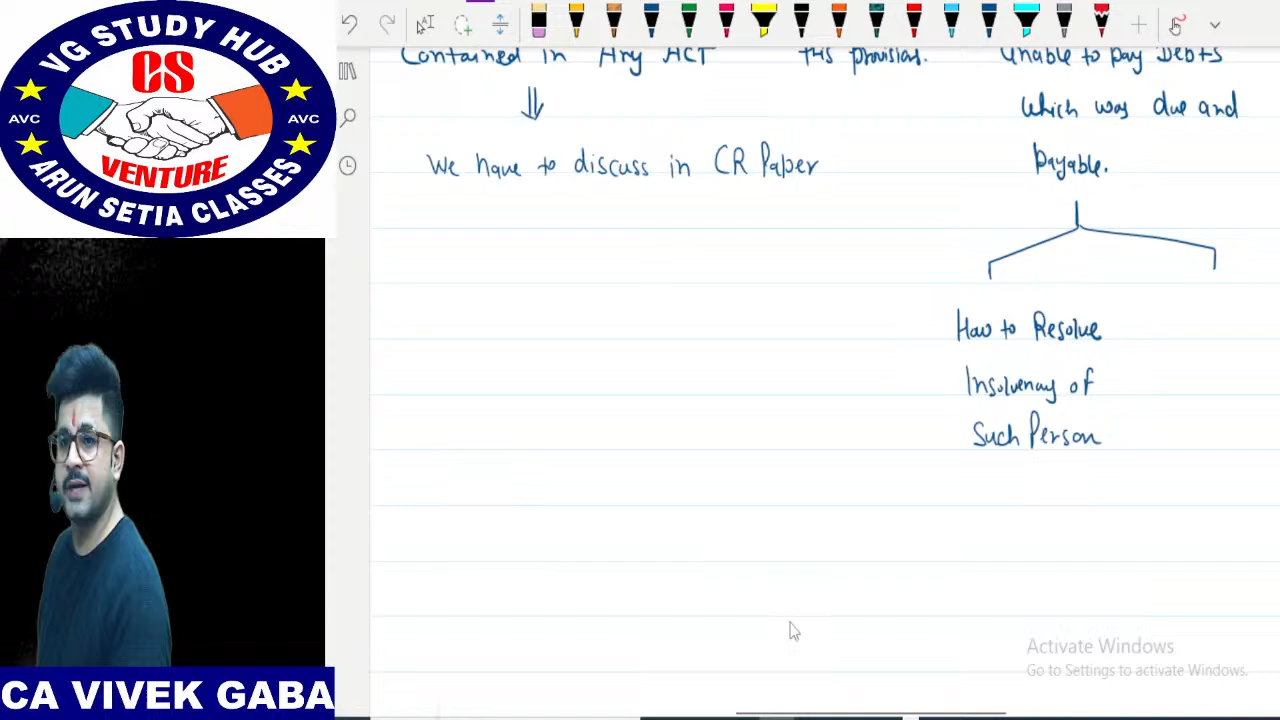 VG STUDY HUB
CS
AVC
AVC
VENTURE
ARUN SETIA CLASSES
CA VIVEK GABA
Contained in Any ACT
its provision.
Unable to pay Debts
which was due and
payable.
We have to discuss in CR Paper
How to Resolve
Insolvency of
Such Person
Activate Windows
Go to Settings to activate Windows.